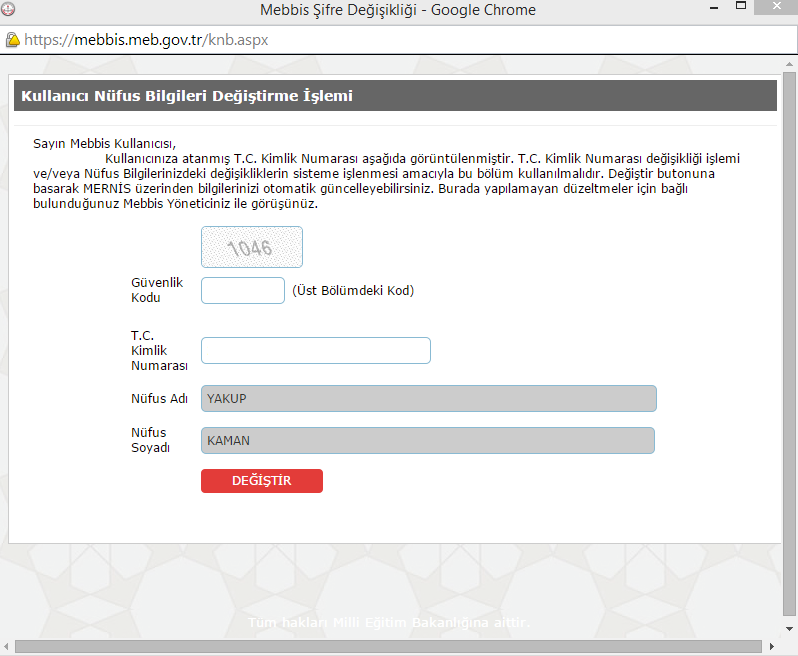 Mebbis Şifre Değişikliği - Google Chrome
https://mebbis.meb.gov.tr/knb.aspx
Kullanıcı Nüfus Bilgileri Değiştirme İşlemi
Sayın Mebbis Kullanıcısı,
Kullanıcınıza atanmış T.C. Kimlik Numarası aşağıda görüntülenmiştir. T.C. Kimlik Numarası değişikliği işlemi
ve/veya Nüfus Bilgilerinizdeki değişikliklerin sisteme işlenmesi amacıyla bu bölüm kullanılmalıdır. Değiştir butonuna
basarak MERNİS üzerinden bilgilerinizi otomatik güncelleyebilirsiniz. Burada yapılamayan düzeltmeler için bağlı
bulunduğunuz Mebbis Yöneticiniz ile görüşünüz.
1046
Güvenlik
Kodu
(Üst Bölümdeki Kod)
T.C.
Kimlik
Numarası
Nüfus Adı
YAKUP
Nüfus
Soyadı
KAMAN
DEĞİŞTİR
Tüm hakları Milli Eğitim Bakanlığına aittir.